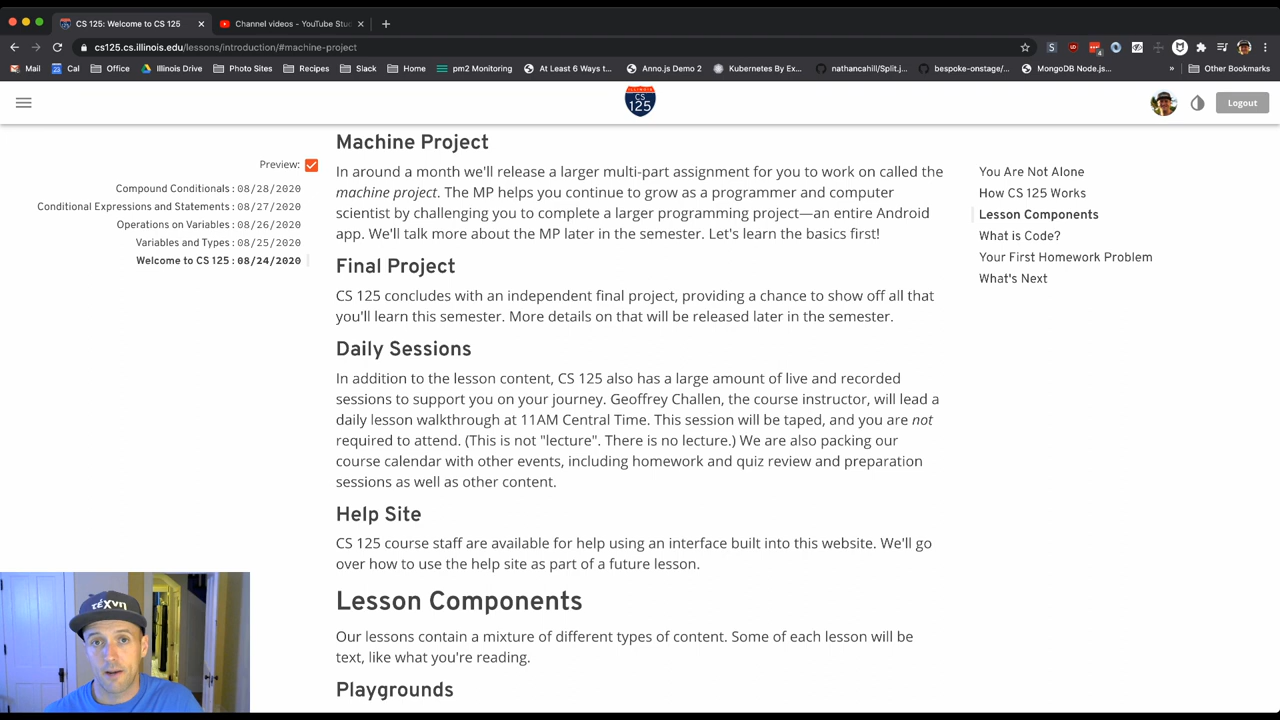 CS 125: Welcome to CS 125
Channel videos - YouTube Stu
cs125.cs.illinois.edu/lessons/introduction/#machine-project
Mail Cal Office Illinois Drive Photo Sites Recipes Slack Home pm2 Monitoring At Least 6 Ways t... Anno.js Demo 2 Kubernetes By Ex... nathancahill/Split.j... bespoke-onstage/... MongoDB Node.js... » Other Bookmarks
ILLINOIS
CS
125
Logout
Preview:
Compound Conditionals : 08/28/2020
Conditional Expressions and Statements : 08/27/2020
Operations on Variables : 08/26/2020
Variables and Types : 08/25/2020
Welcome to CS 125 : 08/24/2020
Machine Project
In around a month we'll release a larger multi-part assignment for you to work on called the
machine project. The MP helps you continue to grow as a programmer and computer
scientist by challenging you to complete a larger programming project—an entire Android
app. We'll talk more about the MP later in the semester. Let's learn the basics first!
Final Project
CS 125 concludes with an independent final project, providing a chance to show off all that
you'll learn this semester. More details on that will be released later in the semester.
Daily Sessions
In addition to the lesson content, CS 125 also has a large amount of live and recorded
sessions to support you on your journey. Geoffrey Challen, the course instructor, will lead a
daily lesson walkthrough at 11AM Central Time. This session will be taped, and you are not
required to attend. (This is not "lecture". There is no lecture.) We are also packing our
course calendar with other events, including homework and quiz review and preparation
sessions as well as other content.
Help Site
CS 125 course staff are available for help using an interface built into this website. We'll go
over how to use the help site as part of a future lesson.
Lesson Components
Our lessons contain a mixture of different types of content. Some of each lesson will be
text, like what you're reading.
Playgrounds
You Are Not Alone
How CS 125 Works
Lesson Components
What is Code?
Your First Homework Problem
What's Next